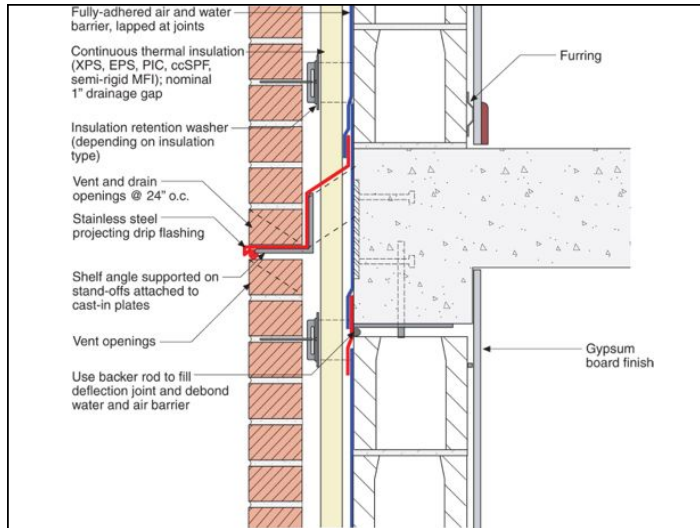 Fully-adhered air and water
barrier, lapped at joints
Continuous thermal insulation
(XPS, EPS, PIC, ccSPF,
semi-rigid MFI); nominal
1" drainage gap
Insulation retention washer
(depending on insulation
type)
Vent and drain
openings @ 24" o.c.
Stainless steel
projecting drip flashing
Shelf angle supported on
stand-offs attached to
cast-in plates
Vent openings
Use backer rod to fill
deflection joint and debond
water and air barrier
Furring
Gypsum
board finish